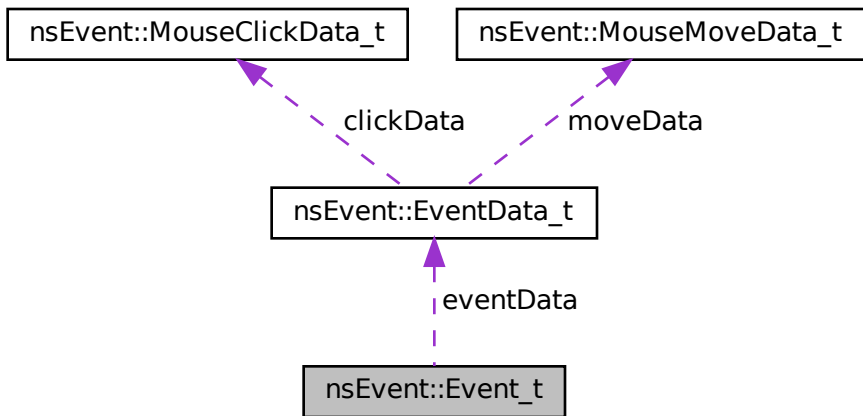 nsEvent::MouseClickData_t
nsEvent::MouseMoveData_t
clickData
moveData
nsEvent::EventData_t
eventData
nsEvent::Event_t